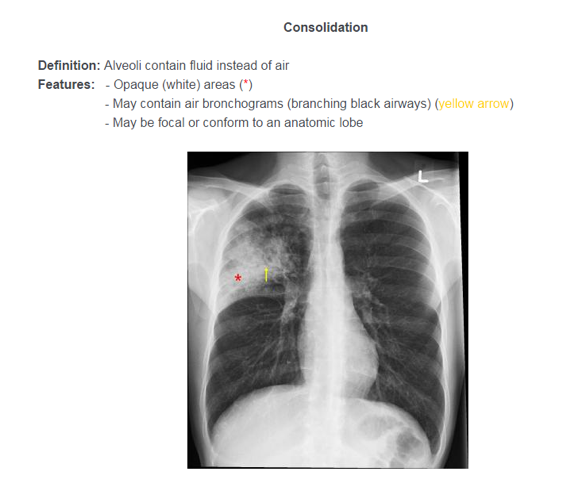 Consolidation
Definition: Alveoli contain fluid instead of air
Features: - Opaque (white) areas (*)
- May contain air bronchograms (branching black airways) (yellow arrow)
- May be focal or conform to an anatomic lobe
L
*